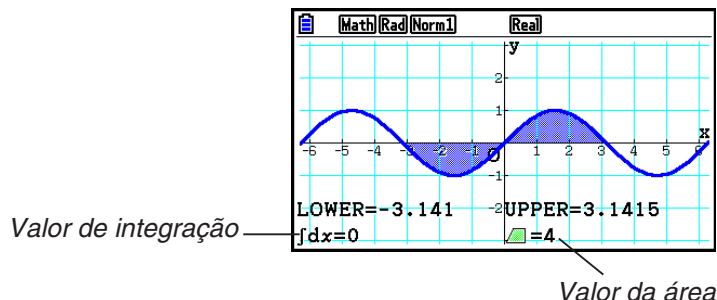 Math Rad Norm1 Real
y
2
1
x
-6 -5 -4 -3 -2 -1 O 1 2 3 4 5 6
-1
-2
LOWER=-3.141 UPPER=3.1415
∫dx=0 =4
Valor de integração
Valor da área